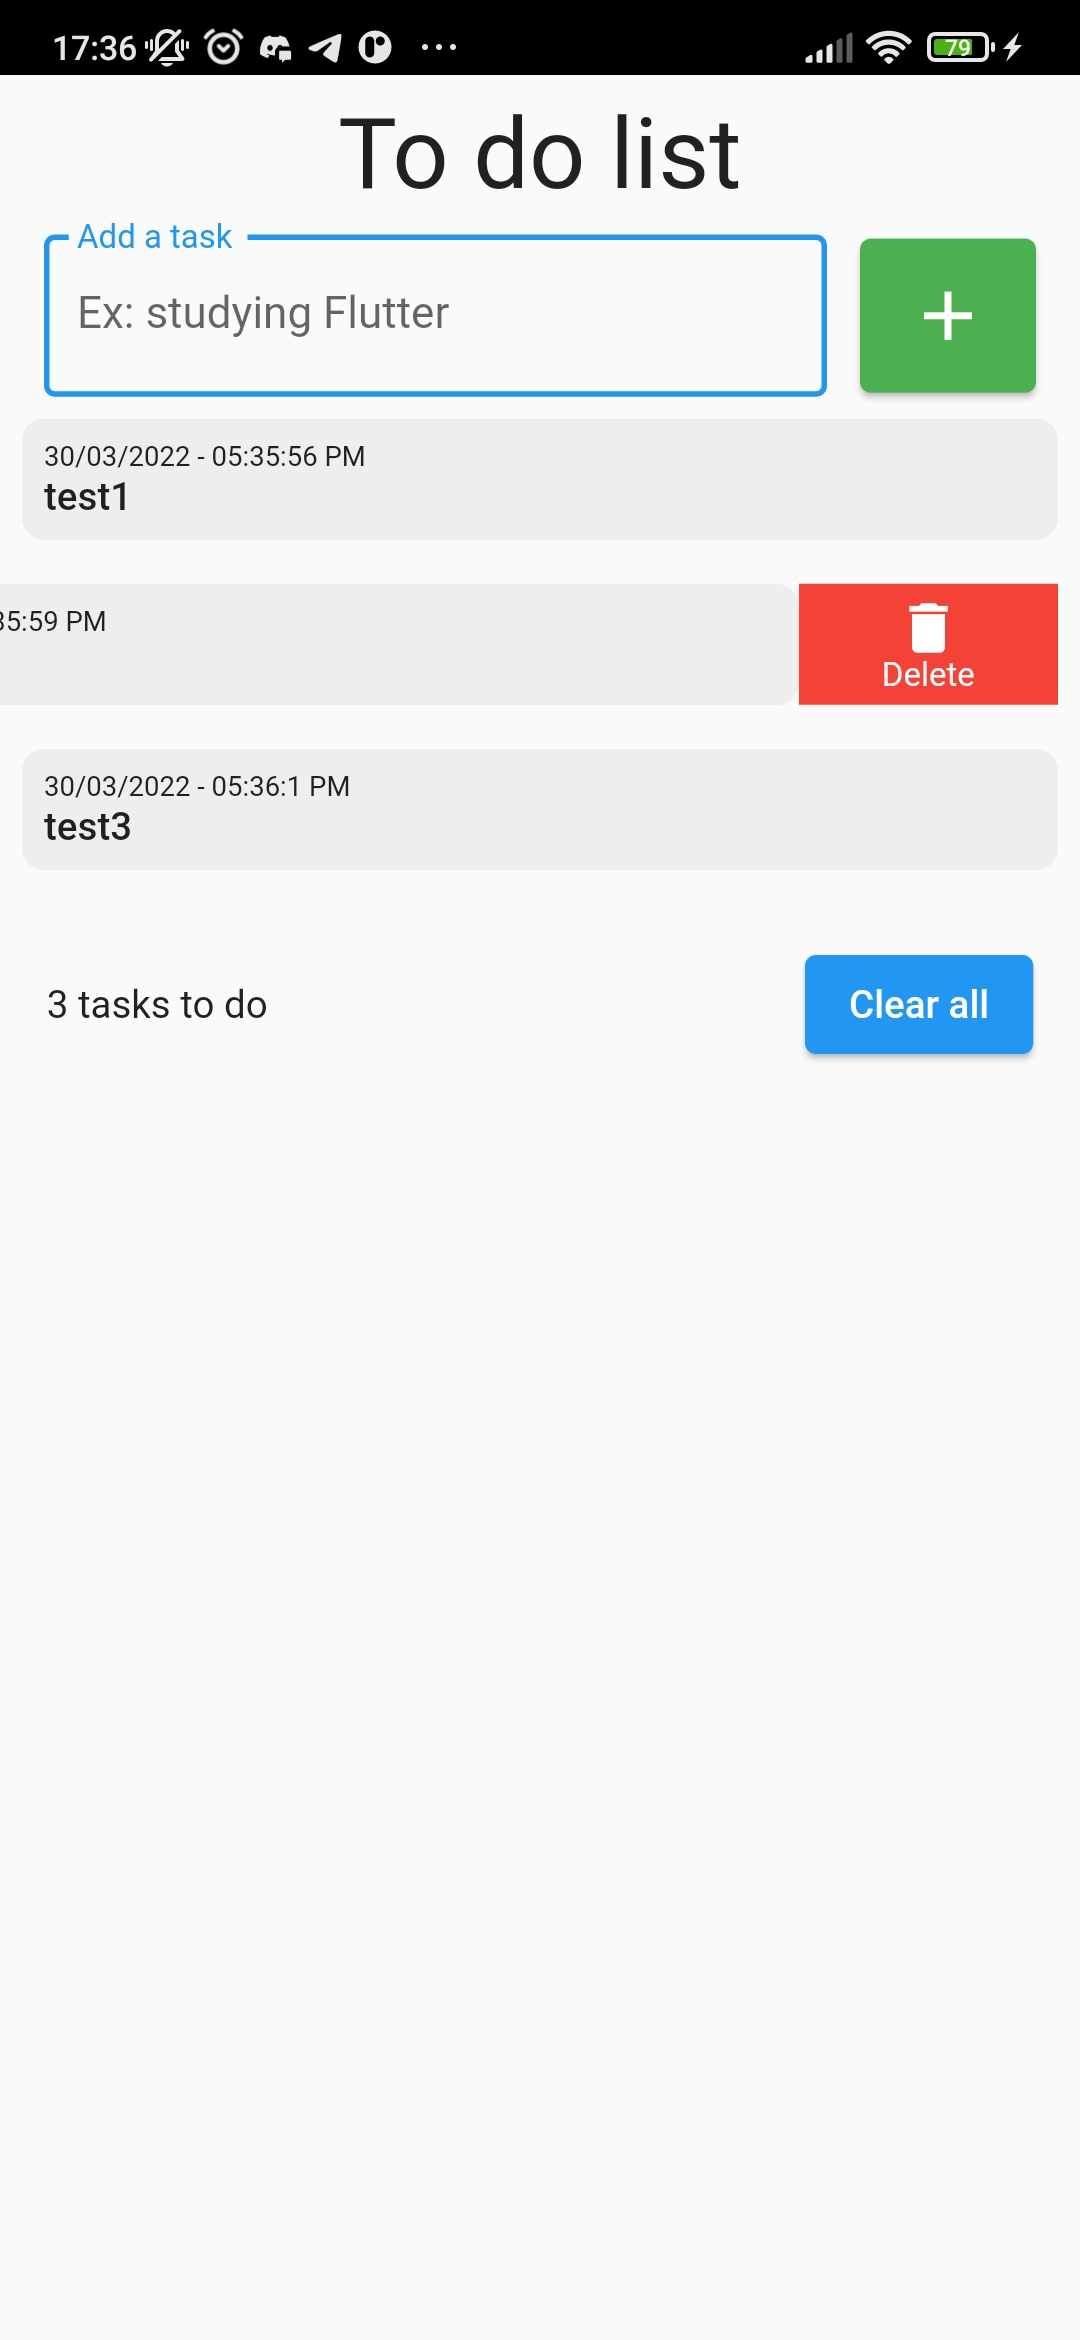 17:36
79
To do list
Add a task
Ex: studying Flutter
30/03/2022 - 05:35:56 PM
test1
35:59 PM
Delete
30/03/2022 - 05:36:1 PM
test3
3 tasks to do
Clear all